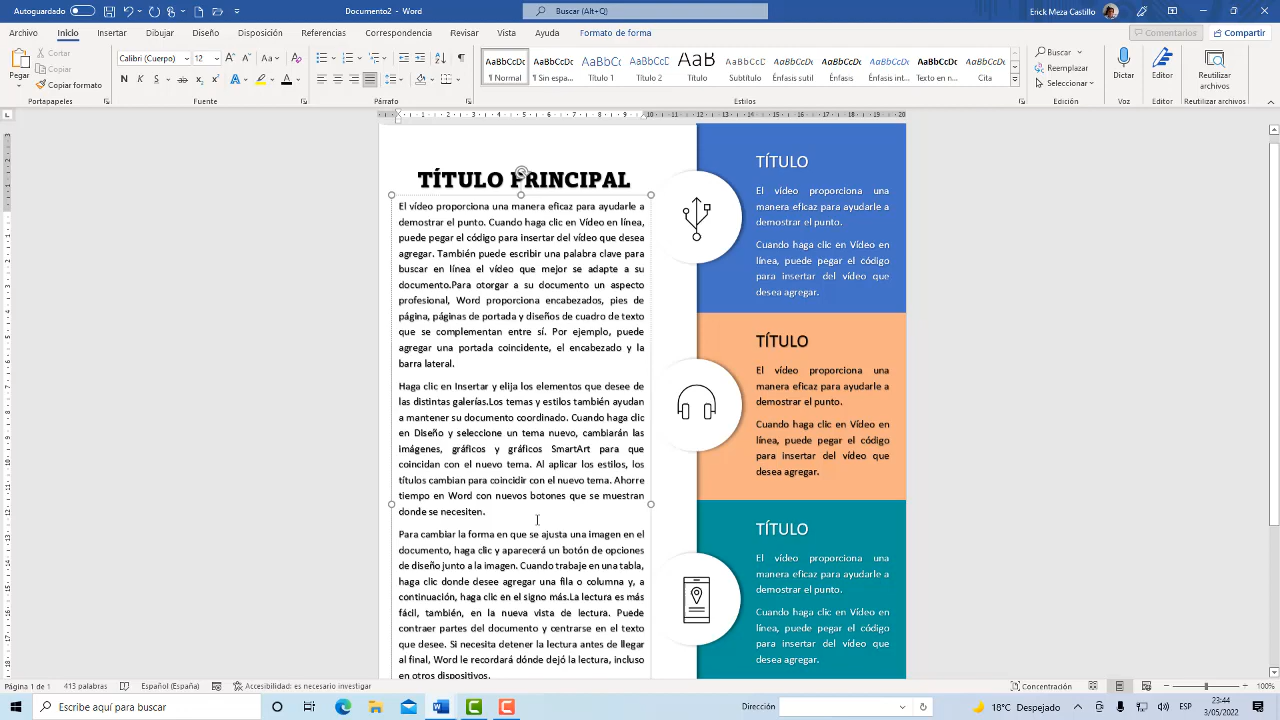 Autoguardado
Documento2
Buscar (Alt+Q)
Erick Meza Castillo
Archivo
Inicio
Insertar
Dibujar
Diseño
Disposición
Referencias
Correspondencia
Revisar
Vista
Ayuda
Formato de forma
Comentarios
Compartir
Pegar
Cortar
Copiar
Copiar formato
Portapapeles
Calibri (Cuerpo)
12
Fuente
Párrafo
AaBbCcDc
¶ Normal
AaBbCcDc
¶ Sin espa...
AaBbCc
Título 1
AaBbCcD
Título 2
AaB
Título
AaBbCcD
Subtítulo
AaBbCcDc
Énfasis sutil
AaBbCcDc
Énfasis
AaBbCcDc
Énfasis int...
AaBbCcDc
Texto en n...
AaBbCcDc
Cita
Estilos
Buscar
Reemplazar
Seleccionar
Edición
Dictar
Voz
Editor
Editor
Reutilizar
archivos
Reutilizar archivos
TÍTULO PRINCIPAL
El vídeo proporciona una manera eficaz para ayudarle a
demostrar el punto. Cuando haga clic en Vídeo en línea,
puede pegar el código para insertar del vídeo que desea
agregar. También puede escribir una palabra clave para
buscar en línea el vídeo que mejor se adapte a su
documento.Para otorgar a su documento un aspecto
profesional, Word proporciona encabezados, pies de
página, páginas de portada y diseños de cuadro de texto
que se complementan entre sí. Por ejemplo, puede
agregar una portada coincidente, el encabezado y la
barra lateral.
Haga clic en Insertar y elija los elementos que desee de
las distintas galerías.Los temas y estilos también ayudan
a mantener su documento coordinado. Cuando haga clic
en Diseño y seleccione un tema nuevo, cambiarán las
imágenes, gráficos y gráficos SmartArt para que
coincidan con el nuevo tema. Al aplicar los estilos, los
títulos cambian para coincidir con el nuevo tema. Ahorre
tiempo en Word con nuevos botones que se muestran
donde se necesiten.
Para cambiar la forma en que se ajusta una imagen en el
documento, haga clic y aparecerá un botón de opciones
de diseño junto a la imagen. Cuando trabaje en una tabla,
haga clic donde desee agregar una fila o columna y, a
continuación, haga clic en el signo más.La lectura es más
fácil, también, en la nueva vista de lectura. Puede
contraer partes del documento y centrarse en el texto
que desee. Si necesita detener la lectura antes de llegar
al final, Word le recordará dónde dejó la lectura, incluso
en otros dispositivos.
TÍTULO
El vídeo proporciona una
manera eficaz para ayudarle a
demostrar el punto.
Cuando haga clic en Vídeo en
línea, puede pegar el código
para insertar del vídeo que
desea agregar.
TÍTULO
El vídeo proporciona una
manera eficaz para ayudarle a
demostrar el punto.
Cuando haga clic en Vídeo en
línea, puede pegar el código
para insertar del vídeo que
desea agregar.
TÍTULO
El vídeo proporciona una
manera eficaz para ayudarle a
demostrar el punto.
Cuando haga clic en Vídeo en
línea, puede pegar el código
para insertar del vídeo que
desea agregar.
Página 1 de 1
413 palabras
Español (España)
Accesibilidad: es necesario investigar
Concentración
100%
Escribe aquí para buscar
Dirección
18°C Despejado
ESP
23:44
3/05/2022